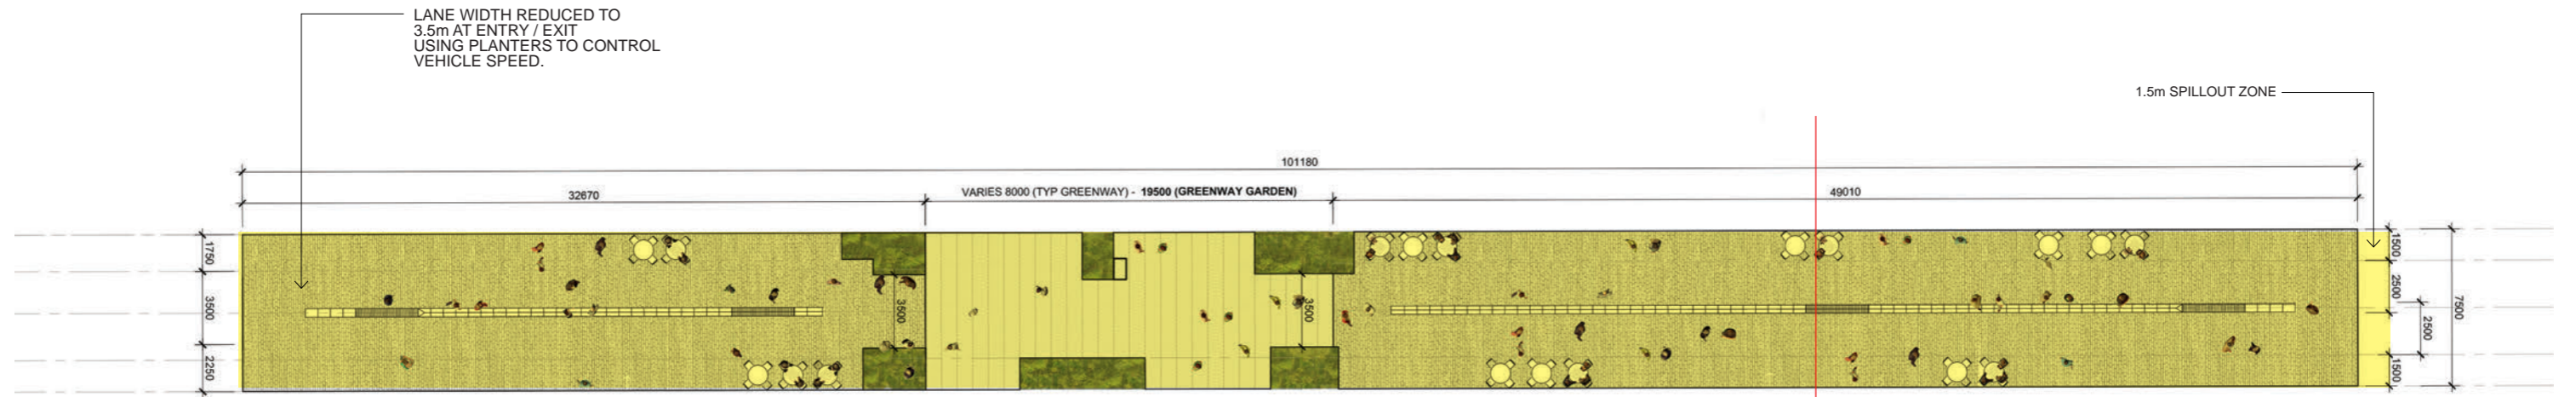 LANE WIDTH REDUCED TO
3.5m AT ENTRY / EXIT
USING PLANTERS TO CONTROL
VEHICLE SPEED.
1.5m SPILLOUT ZONE
101180
32670
VARIES 8000 (TYP GREENWAY) - 19500 (GREENWAY GARDEN)
49010
1750
3500
2250
3500
3500
1500
2500
2500
1500
7500